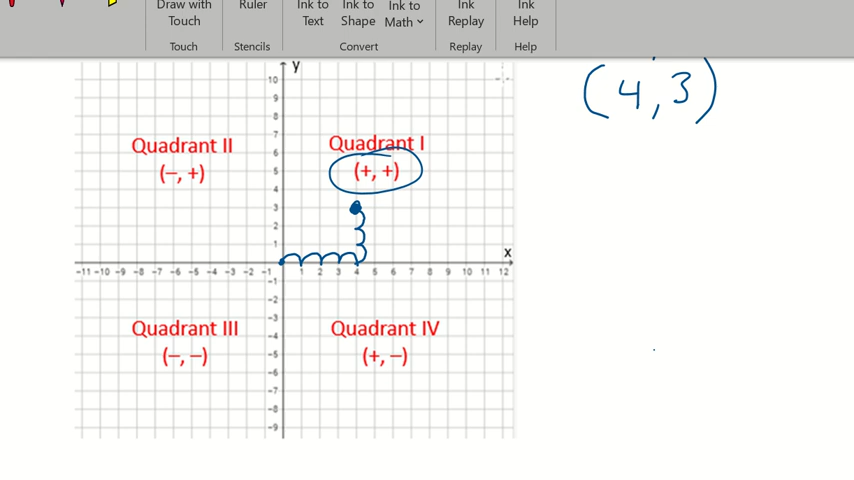 Draw with Touch
Ruler
Ink to Text
Ink to Shape
Ink to Math
Ink Replay
Ink Help
Touch
Stencils
Convert
Replay
Help
(4,3)
y
10
9
8
7
6
5
4
3
2
1
Quadrant II
(−, +)
Quadrant I
(+, +)
x
−11 −10 −9 −8 −7 −6 −5 −4 −3 −2 −1 1 2 3 4 5 6 7 8 9 10 11 12
−1
−2
−3
−4
−5
−6
−7
−8
−9
Quadrant III
(−, −)
Quadrant IV
(+, −)